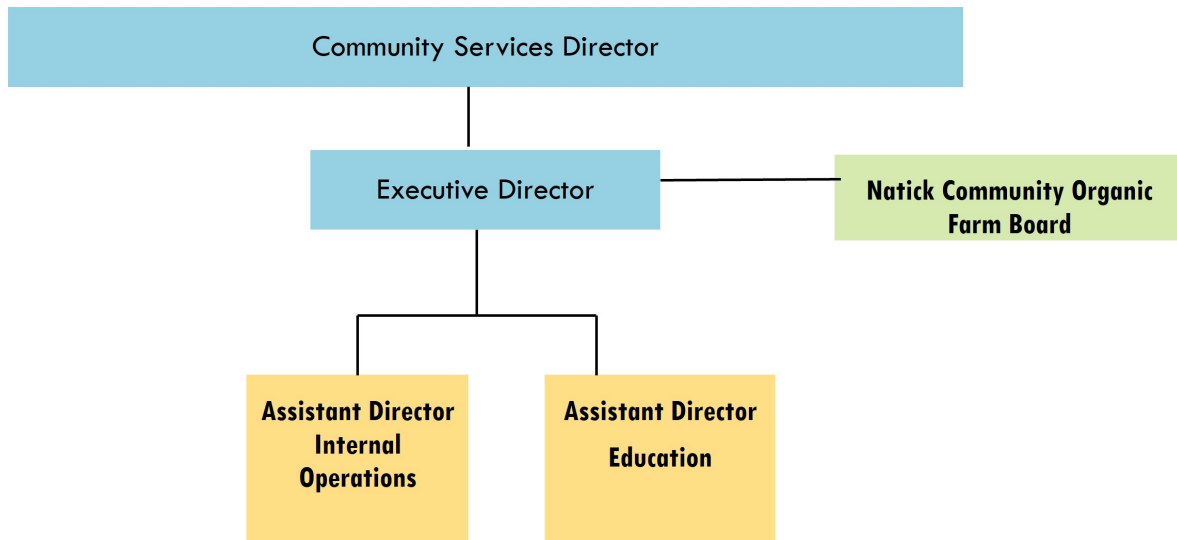 Community Services Director
Executive Director
Natick Community Organic
Farm Board
Assistant Director
Internal
Operations
Assistant Director
Education